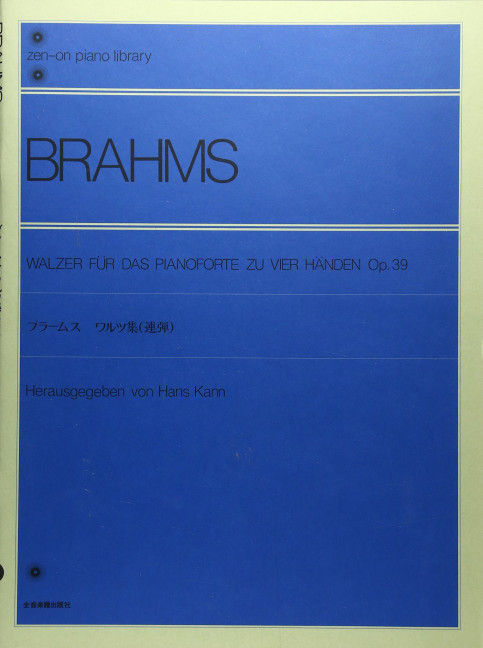 zen-on piano library
BRAHMS
WALZER FÜR DAS PIANOFORTE ZU VIER HÄNDEN Op.39
ブラームス ワルツ集(連弾)
Herausgegeben von Hans Kann
全音楽譜出版社